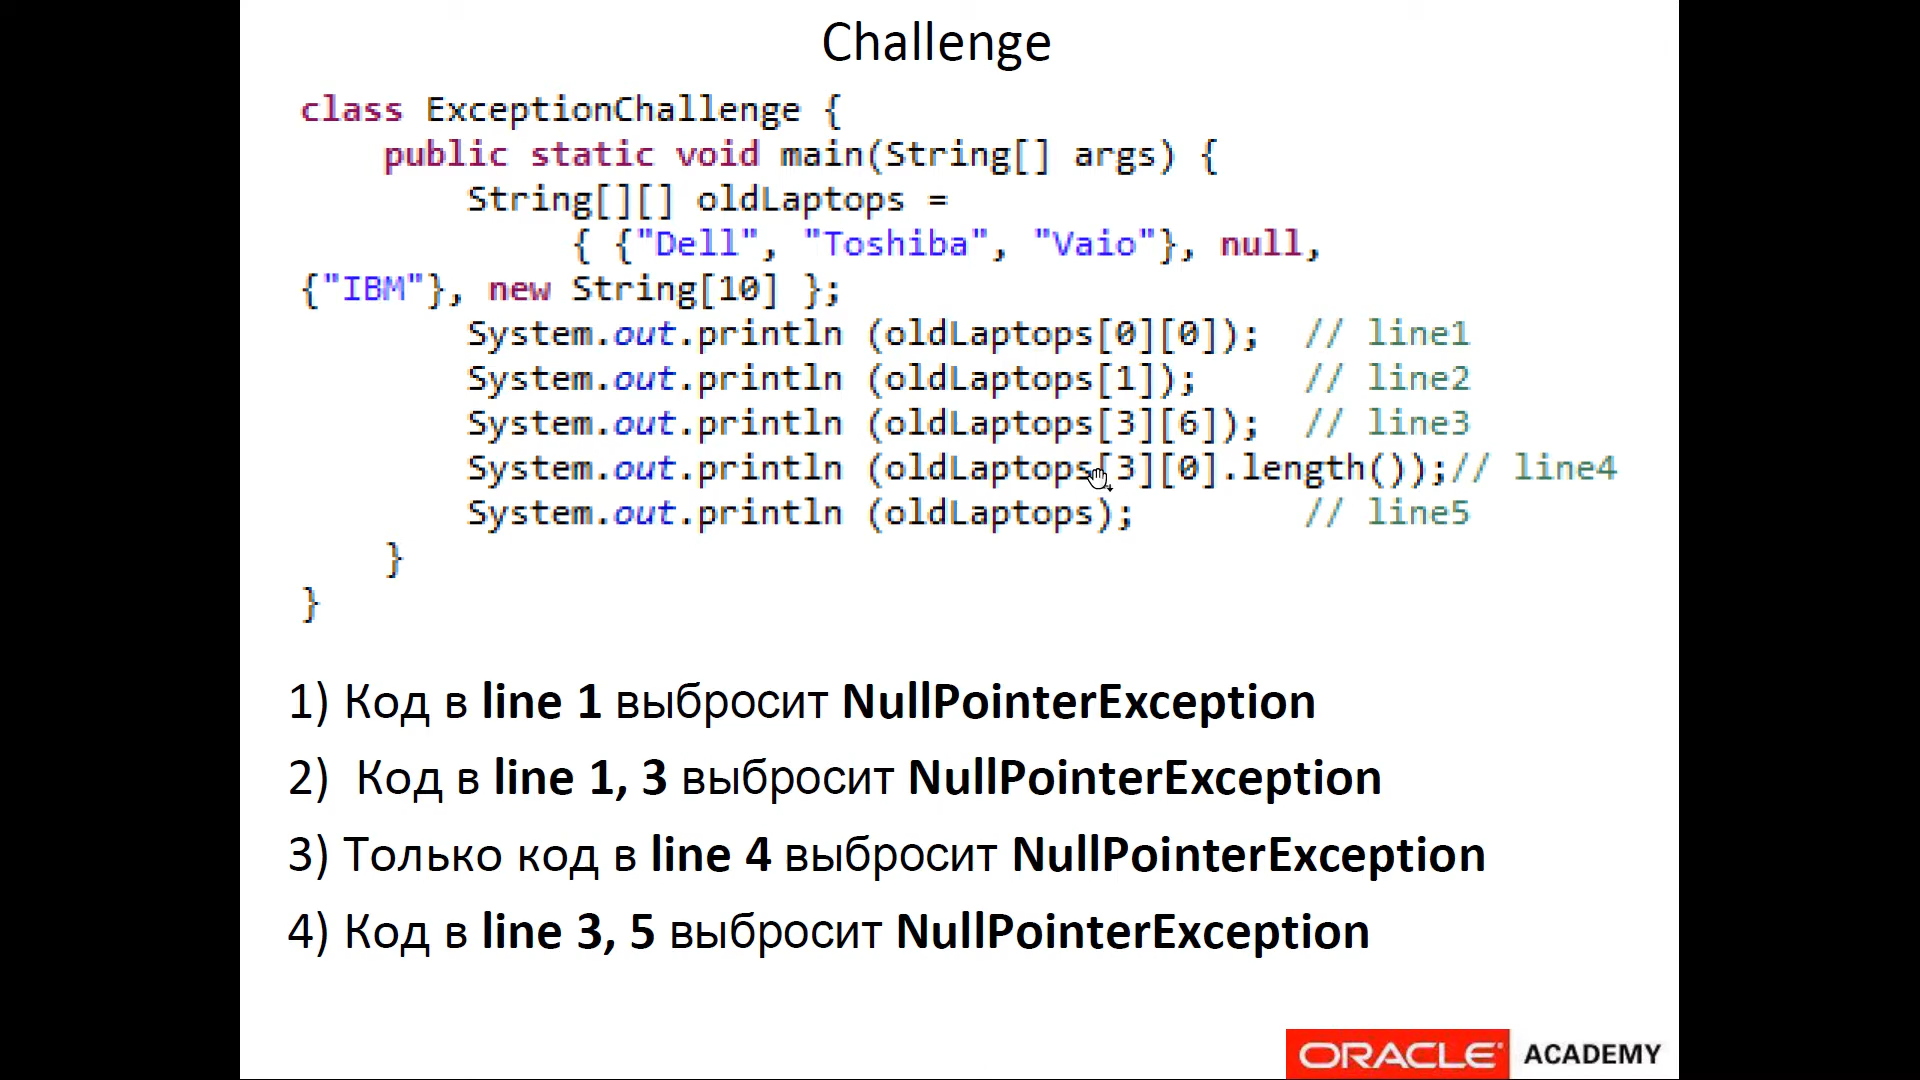 Challenge
class ExceptionChallenge {
public static void main(String[] args) {
String[][] oldLaptops =
{ {"Dell", "Toshiba", "Vaio"}, null,
{"IBM"}, new String[10] };
System.out.println (oldLaptops[0][0]); // line1
System.out.println (oldLaptops[1]); // line2
System.out.println (oldLaptops[3][6]); // line3
System.out.println (oldLaptops[3][0].length());// line4
System.out.println (oldLaptops); // line5
}
}
1) Код в line 1 выбросит NullPointerException
2) Код в line 1, 3 выбросит NullPointerException
3) Только код в line 4 выбросит NullPointerException
4) Код в line 3, 5 выбросит NullPointerException
ORACLE ACADEMY